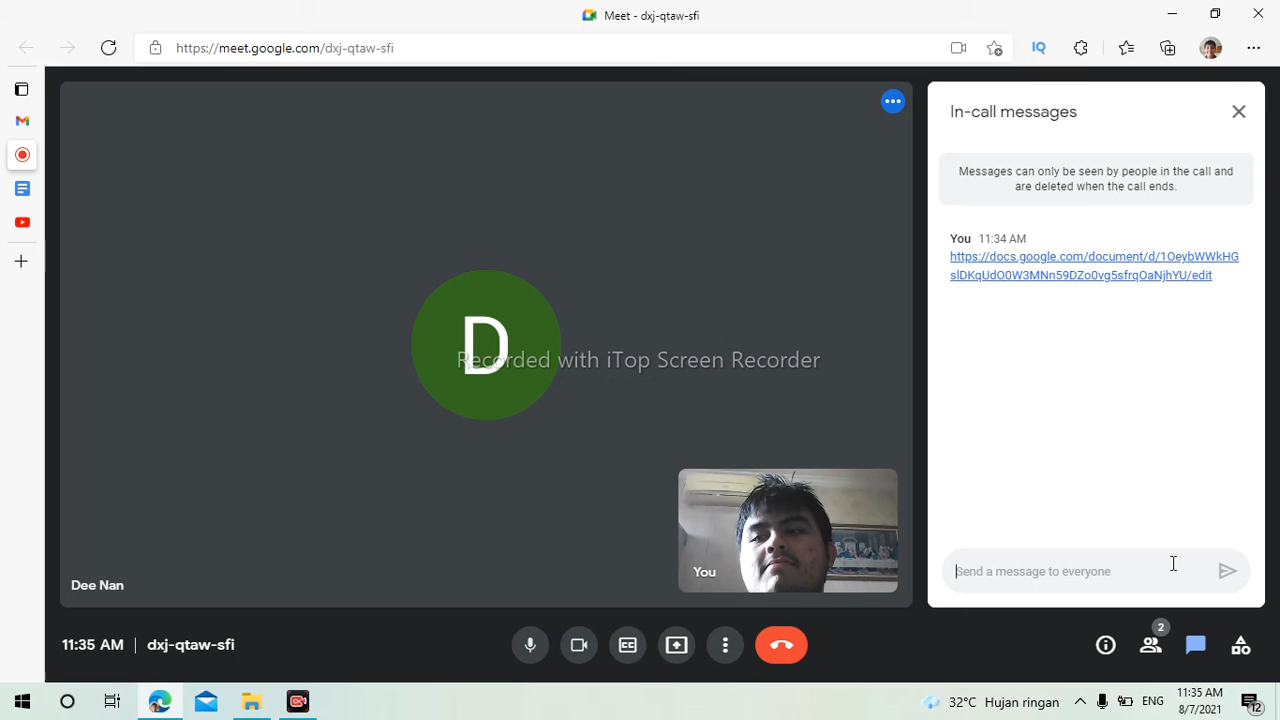 Meet - dxj-qtaw-sfi
https://meet.google.com/dxj-qtaw-sfi
IQ
In-call messages
Messages can only be seen by people in the call and
are deleted when the call ends.
You 11:34 AM
https://docs.google.com/document/d/1OeybWWkHG
slDKqUdO0W3MNn59DZo0vg5sfrqOaNjhYU/edit
D
Recorded with iTop Screen Recorder
You
Dee Nan
Send a message to everyone
11:35 AM dxj-qtaw-sfi
CC
2
32°C Hujan ringan
ENG
11:35 AM
8/7/2021
12